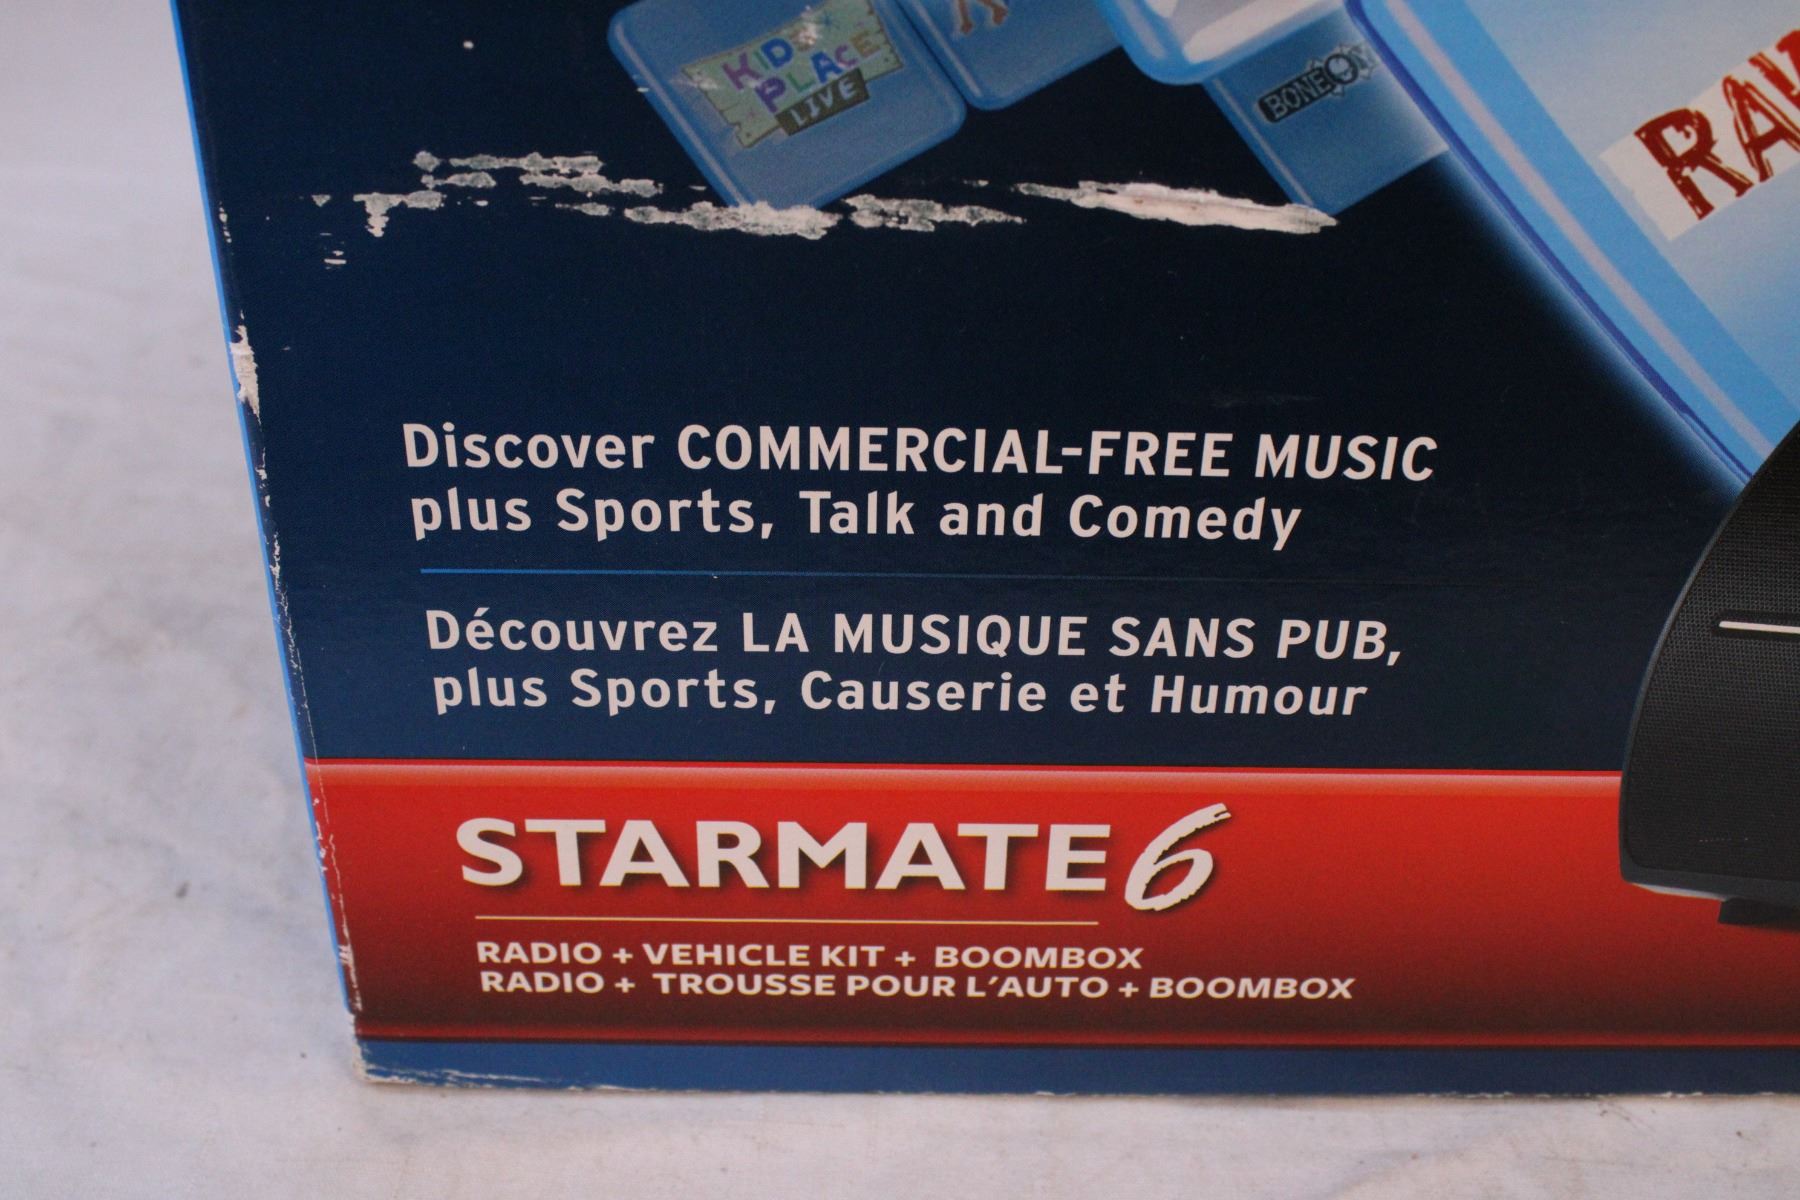 KIDS
PLACE
LIVE
Discover COMMERCIAL-FREE MUSIC
plus Sports, Talk and Comedy
Découvrez LA MUSIQUE SANS PUB,
plus Sports, Causerie et Humour
STARMATE 6
RADIO + VEHICLE KIT + BOOMBOX
RADIO + TROUSSE POUR L'AUTO + BOOMBOX